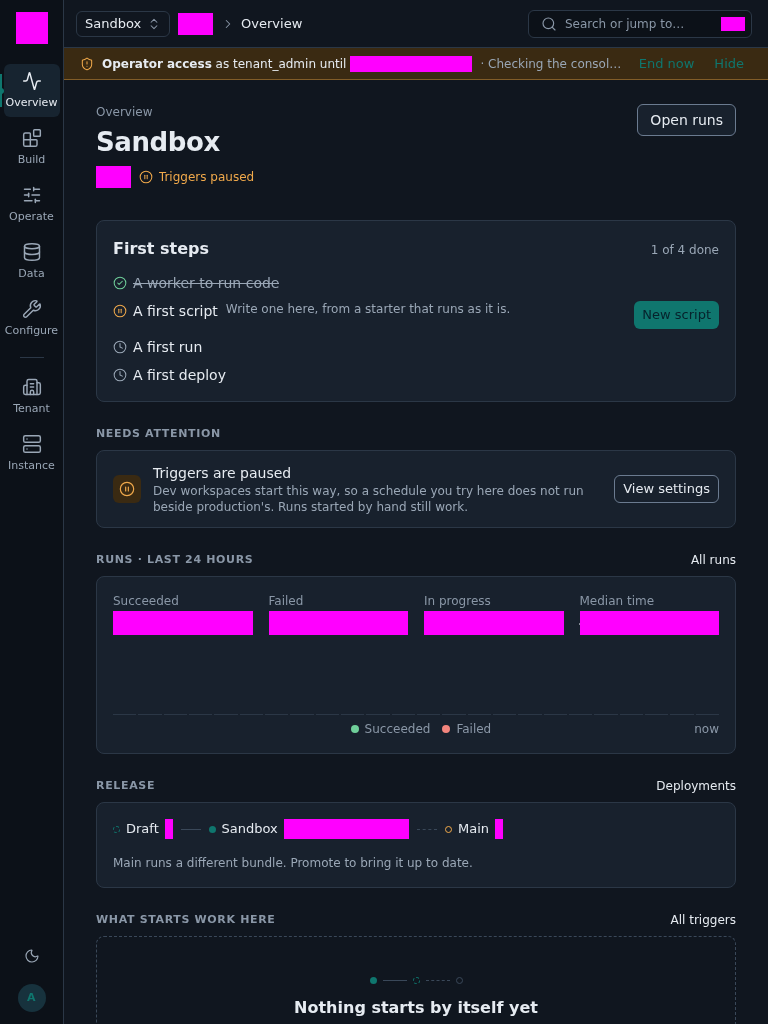 Sandbox
Overview
Search or jump to…
Operator access as tenant_admin until
· Checking the consol…
End now
Hide
Overview
Build
Operate
Data
Configure
Tenant
Instance
A
Overview
Sandbox
Open runs
Triggers paused
First steps
1 of 4 done
A worker to run code
A first script
Write one here, from a starter that runs as it is.
New script
A first run
A first deploy
NEEDS ATTENTION
Triggers are paused
Dev workspaces start this way, so a schedule you try here does not run
beside production's. Runs started by hand still work.
View settings
RUNS · LAST 24 HOURS
All runs
Succeeded
Failed
In progress
Median time
Succeeded
Failed
now
RELEASE
Deployments
Draft
Sandbox
Main
Main runs a different bundle. Promote to bring it up to date.
WHAT STARTS WORK HERE
All triggers
Nothing starts by itself yet